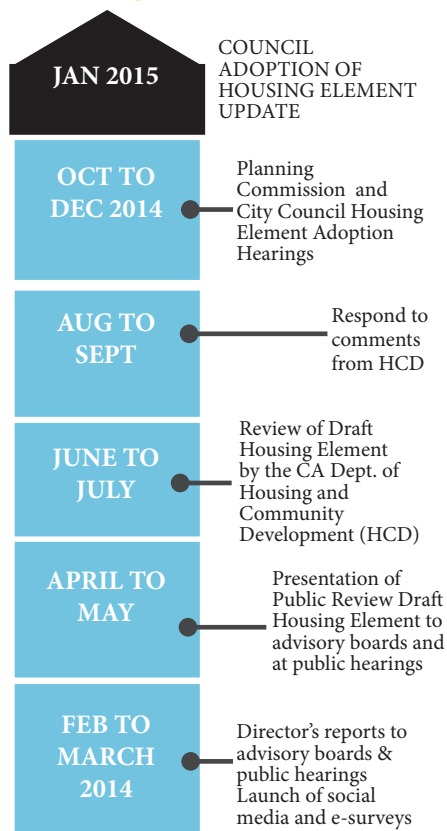 JAN 2015
COUNCIL
ADOPTION OF
HOUSING ELEMENT
UPDATE
OCT TO
DEC 2014
Planning
Commission and
City Council Housing
Element Adoption
Hearings
AUG TO
SEPT
Respond to
comments
from HCD
JUNE TO
JULY
Review of Draft
Housing Element
by the CA Dept. of
Housing and
Community
Development (HCD)
APRIL TO
MAY
Presentation of
Public Review Draft
Housing Element to
advisory boards and
at public hearings
FEB TO
MARCH
2014
Director's reports to
advisory boards &
public hearings
Launch of social
media and e-surveys